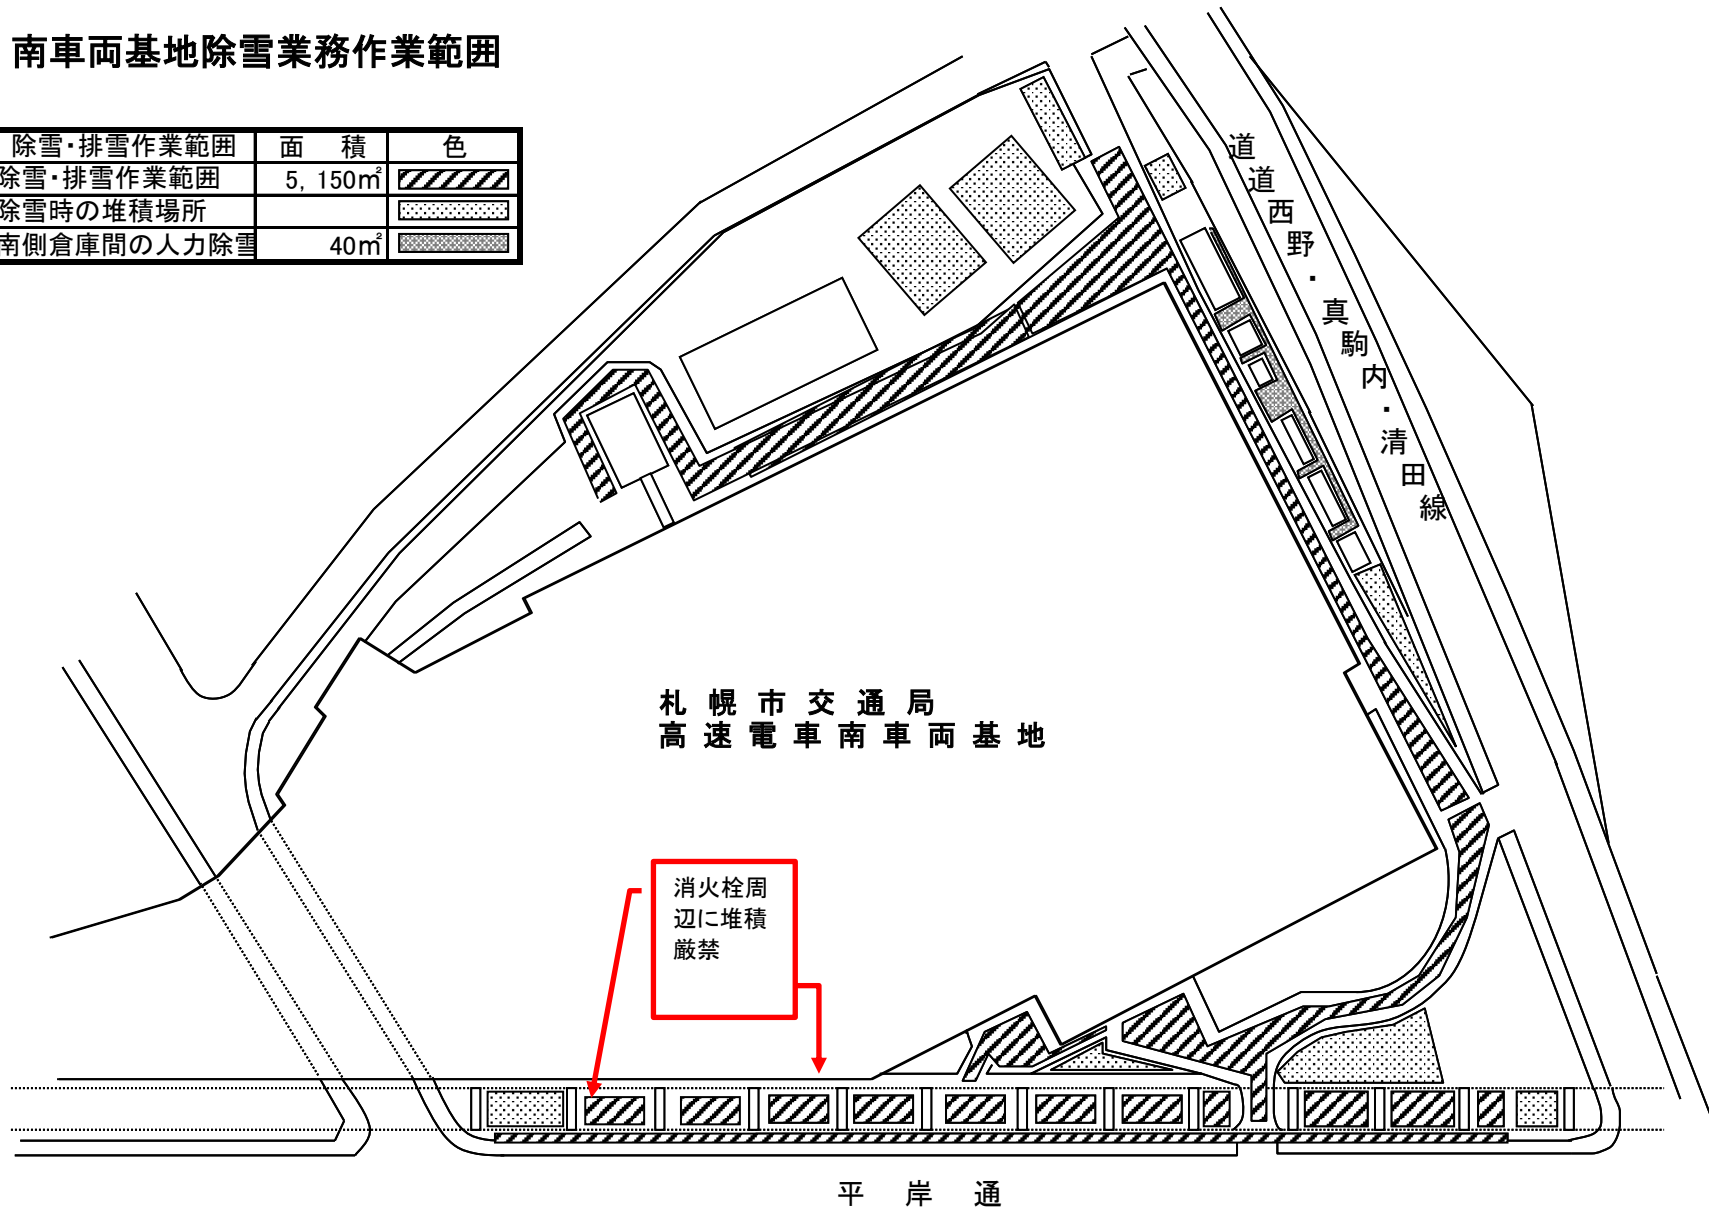 南車両基地除雪業務作業範囲
除雪・排雪作業範囲 面 積 色
除雪・排雪作業範囲 5,150㎡
除雪時の堆積場所
南側倉庫間の人力除雪 40㎡
道道西野・真駒内・清田線
札幌市交通局
高速電車南車両基地
消火栓周
辺に堆積
厳禁
平岸通